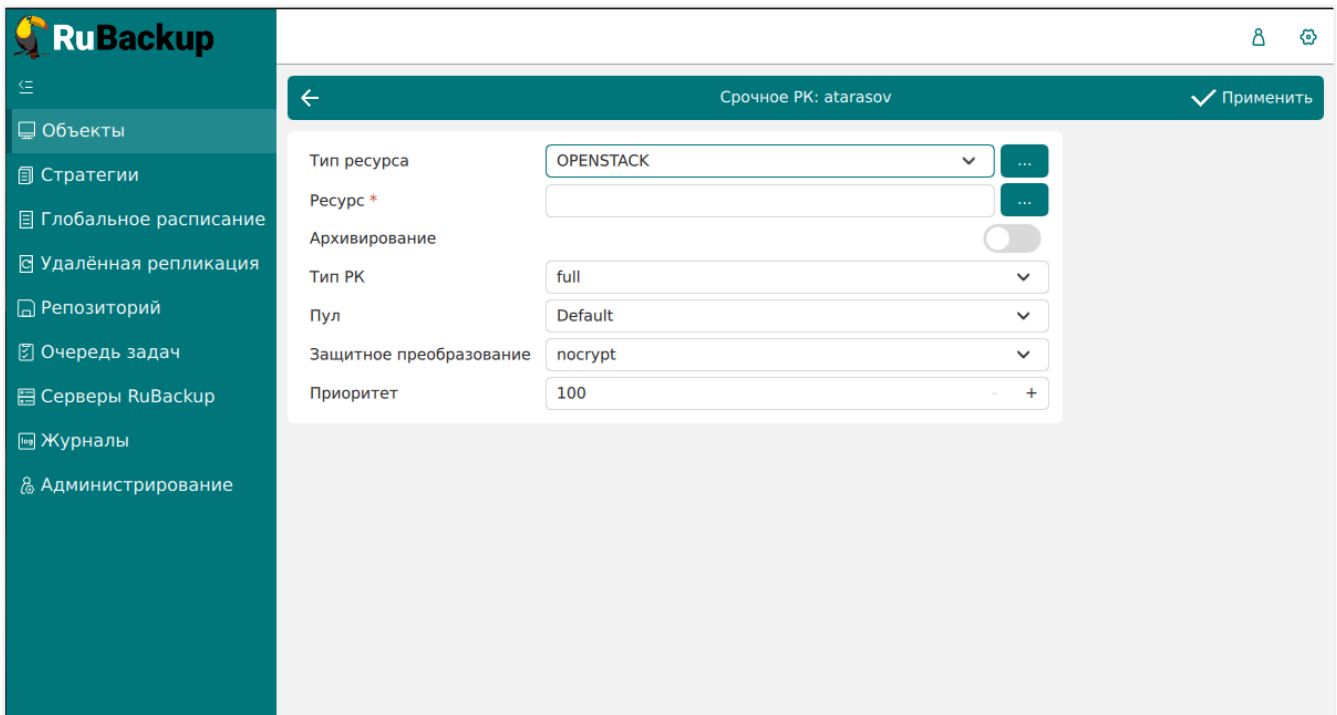 RuBackup
Срочное РК: atarasov
Применить
Объекты
Стратегии
Глобальное расписание
Удалённая репликация
Репозиторий
Очередь задач
Серверы RuBackup
log Журналы
Администрирование
Тип ресурса OPENSTACK ...
Ресурс * ...
Архивирование
Тип РК full
Пул Default
Защитное преобразование nocrypt
Приоритет 100 - +